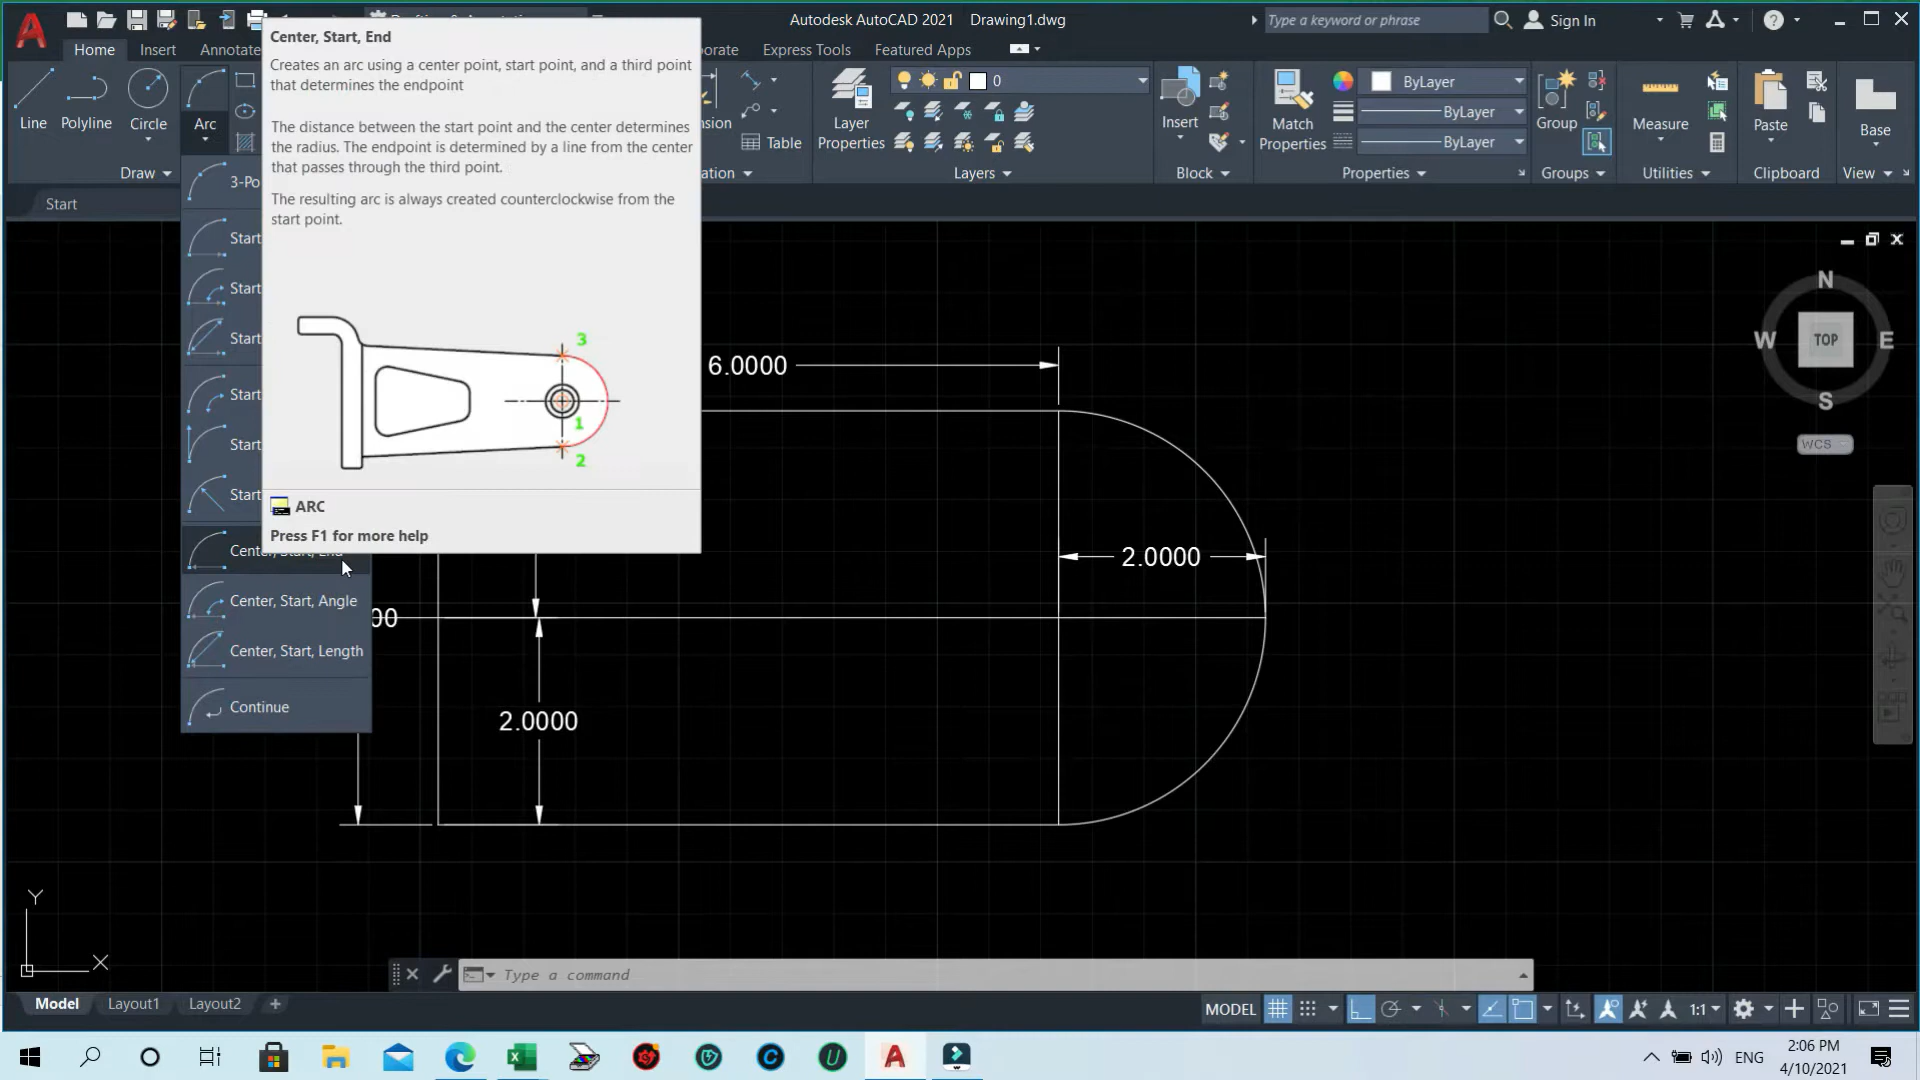 Autodesk AutoCAD 2021 Drawing1.dwg
Type a keyword or phrase
Sign In
Home
Insert
Annotate
Express Tools
Featured Apps
Line
Polyline
Circle
Arc
Draw
Table
Layer
Properties
0
Layers
Insert
Block
Match
Properties
ByLayer
ByLayer
ByLayer
Properties
Group
Groups
Measure
Utilities
Paste
Clipboard
Base
View
Start
Center, Start, End
Creates an arc using a center point, start point, and a third point
that determines the endpoint
The distance between the start point and the center determines
the radius. The endpoint is determined by a line from the center
that passes through the third point.
The resulting arc is always created counterclockwise from the
start point.
3
1
2
ARC
Press F1 for more help
Start
Start
Start
Start
Start
Start
Center, Start, End
Center, Start, Angle
Center, Start, Length
Continue
6.0000
2.0000
00
2.0000
N
W
TOP
E
S
WCS
Y
X
Type a command
Model
Layout1
Layout2
MODEL
1:1
ENG
2:06 PM
4/10/2021